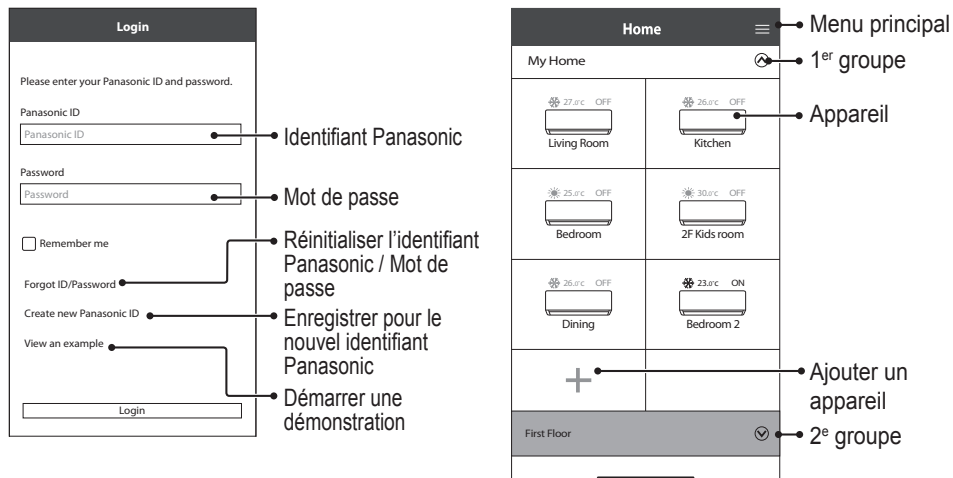 Login
Please enter your Panasonic ID and password.
Panasonic ID
Panasonic ID
Password
Password
Remember me
Forgot ID/Password
Create new Panasonic ID
View an example
Login
Identifiant Panasonic
Mot de passe
Réinitialiser l’identifiant
Panasonic / Mot de
passe
Enregistrer pour le
nouvel identifiant
Panasonic
Démarrer une
démonstration
Home
My Home
27.0°C OFF
26.0°C OFF
Living Room
Kitchen
25.0°C OFF
30.0°C OFF
Bedroom
2F Kids room
26.0°C OFF
23.0°C ON
Dining
Bedroom 2
+
First Floor
Menu principal
1er groupe
Appareil
Ajouter un
appareil
2e groupe